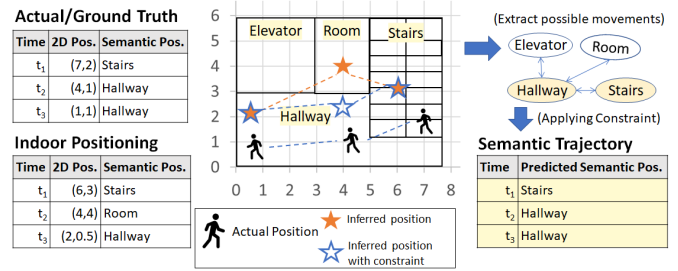 Actual/Ground Truth
Time 2D Pos. Semantic Pos.
t1 (7,2) Stairs
t2 (4,1) Hallway
t3 (1,1) Hallway
Indoor Positioning
Time 2D Pos. Semantic Pos.
t1 (6,3) Stairs
t2 (4,4) Room
t3 (2,0.5) Hallway
6
5
4
3
2
1
0
0 1 2 3 4 5 6 7 8
Elevator Room Stairs
Hallway
Actual Position
Inferred position
Inferred position
with constraint
(Extract possible movements)
Elevator Room
Hallway Stairs
(Applying Constraint)
Semantic Trajectory
Time Predicted Semantic Pos.
t1 Stairs
t2 Hallway
t3 Hallway